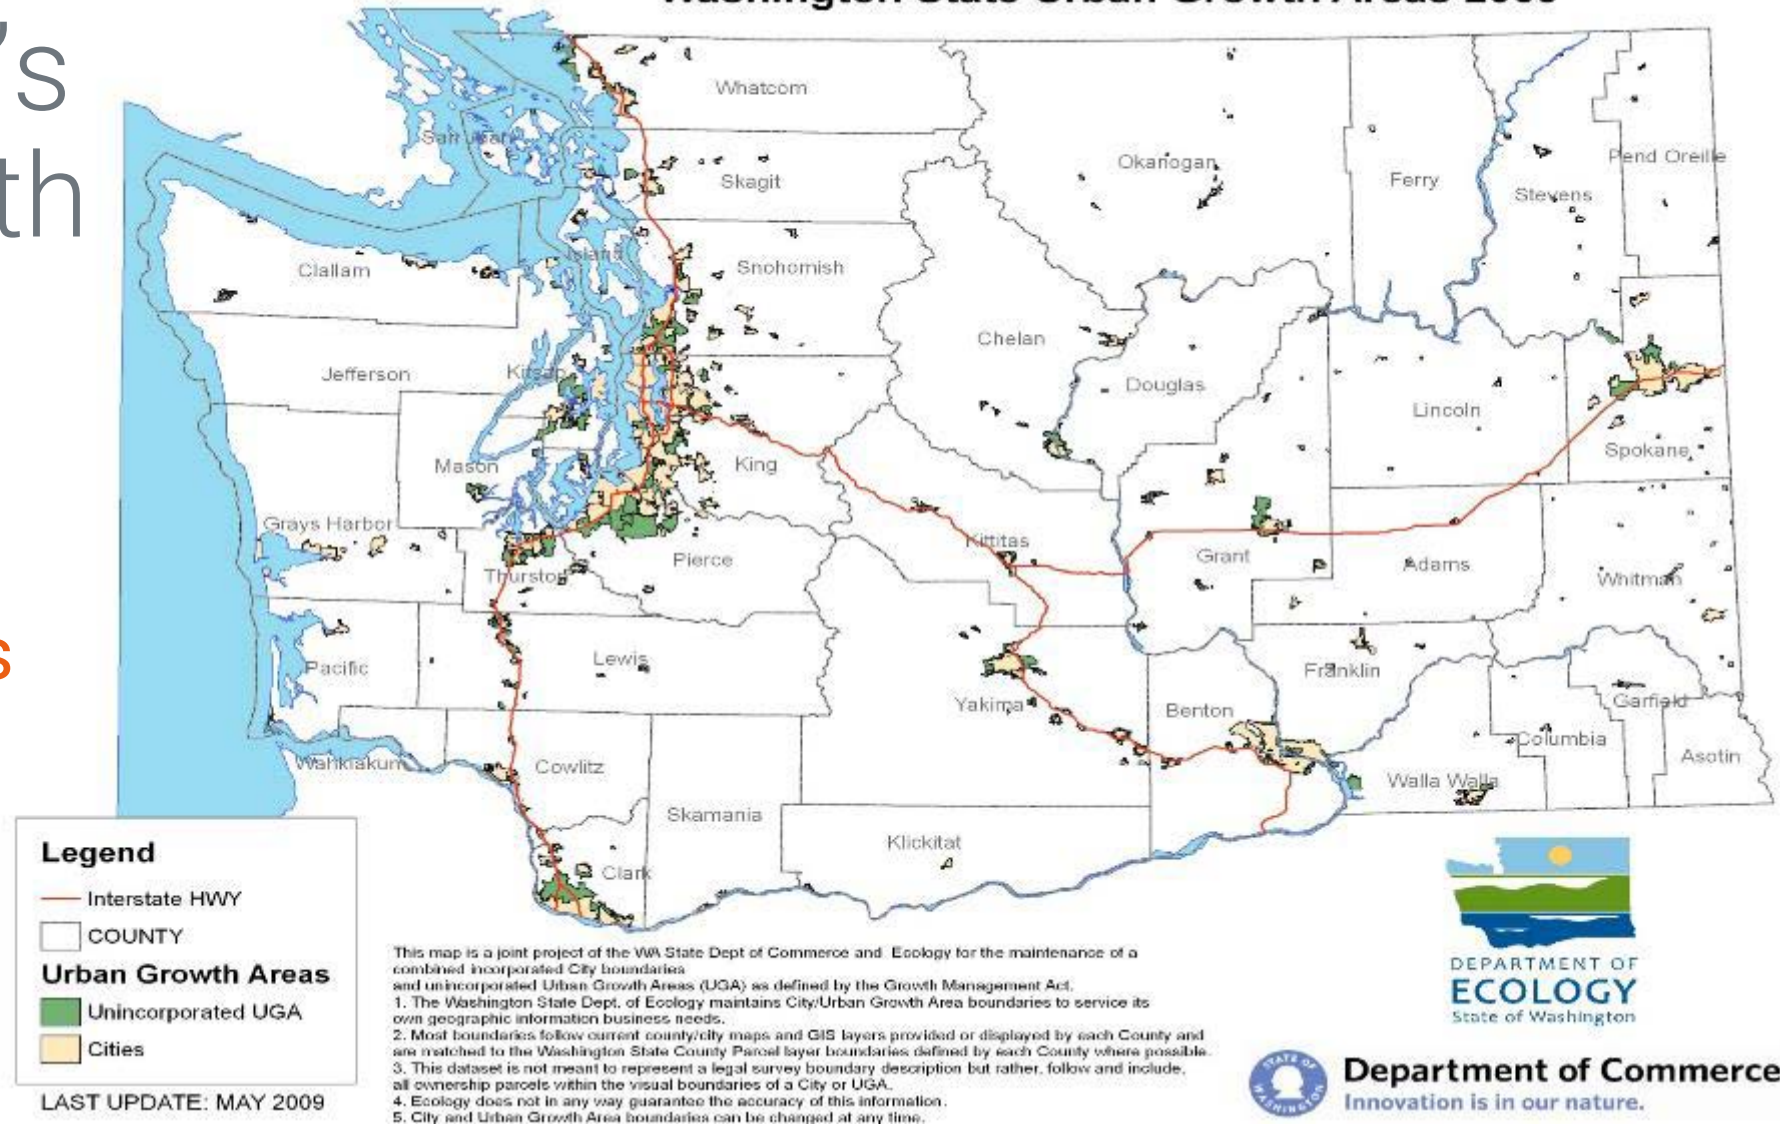 's
th
s
Whatcom
San Juan
Skagit
Okanogan
Ferry
Stevens
Pend Oreille
Island
Snohomish
Clallam
Chelan
Jefferson
Kitsap
Douglas
Lincoln
Mason
King
Spokane
Grays Harbor
Kittitas
Pierce
Grant
Thurston
Adams
Whitman
Pacific
Lewis
Franklin
Yakima
Benton
Garfield
Columbia
Asotin
Wahkiakum
Cowlitz
Walla Walla
Skamania
Klickitat
Clark
Legend
Interstate HWY
COUNTY
Urban Growth Areas
Unincorporated UGA
Cities
LAST UPDATE: MAY 2009
This map is a joint project of the WA State Dept of Commerce and Ecology for the maintenance of a
combined incorporated City boundaries
and unincorporated Urban Growth Areas (UGA) as defined by the Growth Management Act.
1. The Washington State Dept. of Ecology maintains City/Urban Growth Area boundaries to service its
own geographic information business needs.
2. Most boundaries follow current county/city maps and GIS layers provided or displayed by each County and
are matched to the Washington State County Parcel layer boundaries defined by each County where possible.
3. This dataset is not meant to represent a legal survey boundary description but rather, follow and include,
all ownership parcels within the visual boundaries of a City or UGA.
4. Ecology does not in any way guarantee the accuracy of this information.
5. City and Urban Growth Area boundaries can be changed at any time.
DEPARTMENT OF
ECOLOGY
State of Washington
STATE OF
WASHINGTON
Department of Commerce
Innovation is in our nature.